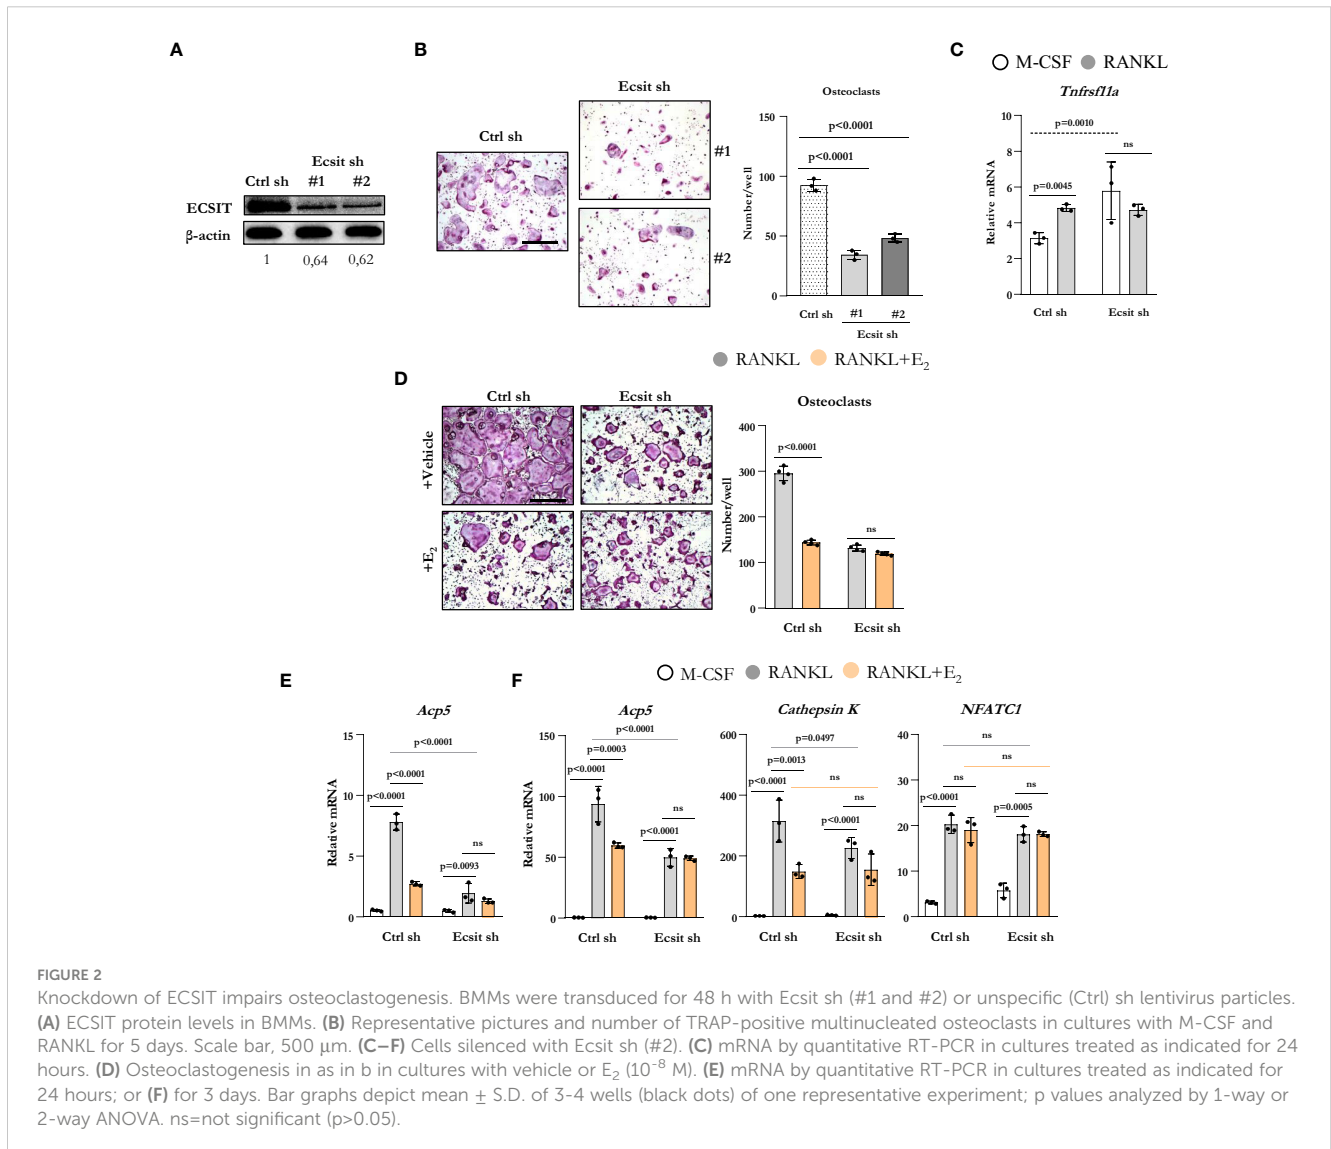 A
Ecsit sh
Ctrl sh #1 #2
ECSIT
β-actin
1 0,64 0,62
B
Ctrl sh
Ecsit sh
#1
#2
Osteoclasts
Number/well
150
100
50
0
p<0.0001
p<0.0001
Ctrl sh #1 #2
Ecsit sh
C
M-CSF RANKL
Tnfrsf11a
Relative mRNA
10
8
6
4
2
0
p=0.0010
ns
p=0.0045
Ctrl sh Ecsit sh
D
RANKL RANKL+E₂
Ctrl sh Ecsit sh
+Vehicle
+E₂
Osteoclasts
Number/well
400
300
200
100
0
p<0.0001
ns
Ctrl sh Ecsit sh
M-CSF RANKL RANKL+E₂
E
Acp5
Relative mRNA
15
10
5
0
p<0.0001
p<0.0001
p<0.0001
ns
p=0.0093
Ctrl sh Ecsit sh
F
Acp5
Relative mRNA
150
100
50
0
p<0.0001
p=0.0003
p<0.0001
ns
p<0.0001
Ctrl sh Ecsit sh
Cathepsin K
600
400
200
0
p=0.0497
p=0.0013
p<0.0001
ns
ns
p<0.0001
Ctrl sh Ecsit sh
NFATC1
40
30
20
10
0
ns
ns
ns
p<0.0001
ns
p=0.0005
Ctrl sh Ecsit sh
FIGURE 2
Knockdown of ECSIT impairs osteoclastogenesis. BMMs were transduced for 48 h with Ecsit sh (#1 and #2) or unspecific (Ctrl) sh lentivirus particles.
(A) ECSIT protein levels in BMMs. (B) Representative pictures and number of TRAP-positive multinucleated osteoclasts in cultures with M-CSF and
RANKL for 5 days. Scale bar, 500 μm. (C–F) Cells silenced with Ecsit sh (#2). (C) mRNA by quantitative RT-PCR in cultures treated as indicated for 24
hours. (D) Osteoclastogenesis in as in b in cultures with vehicle or E₂ (10⁻⁸ M). (E) mRNA by quantitative RT-PCR in cultures treated as indicated for
24 hours; or (F) for 3 days. Bar graphs depict mean ± S.D. of 3-4 wells (black dots) of one representative experiment; p values analyzed by 1-way or
2-way ANOVA. ns=not significant (p>0.05).